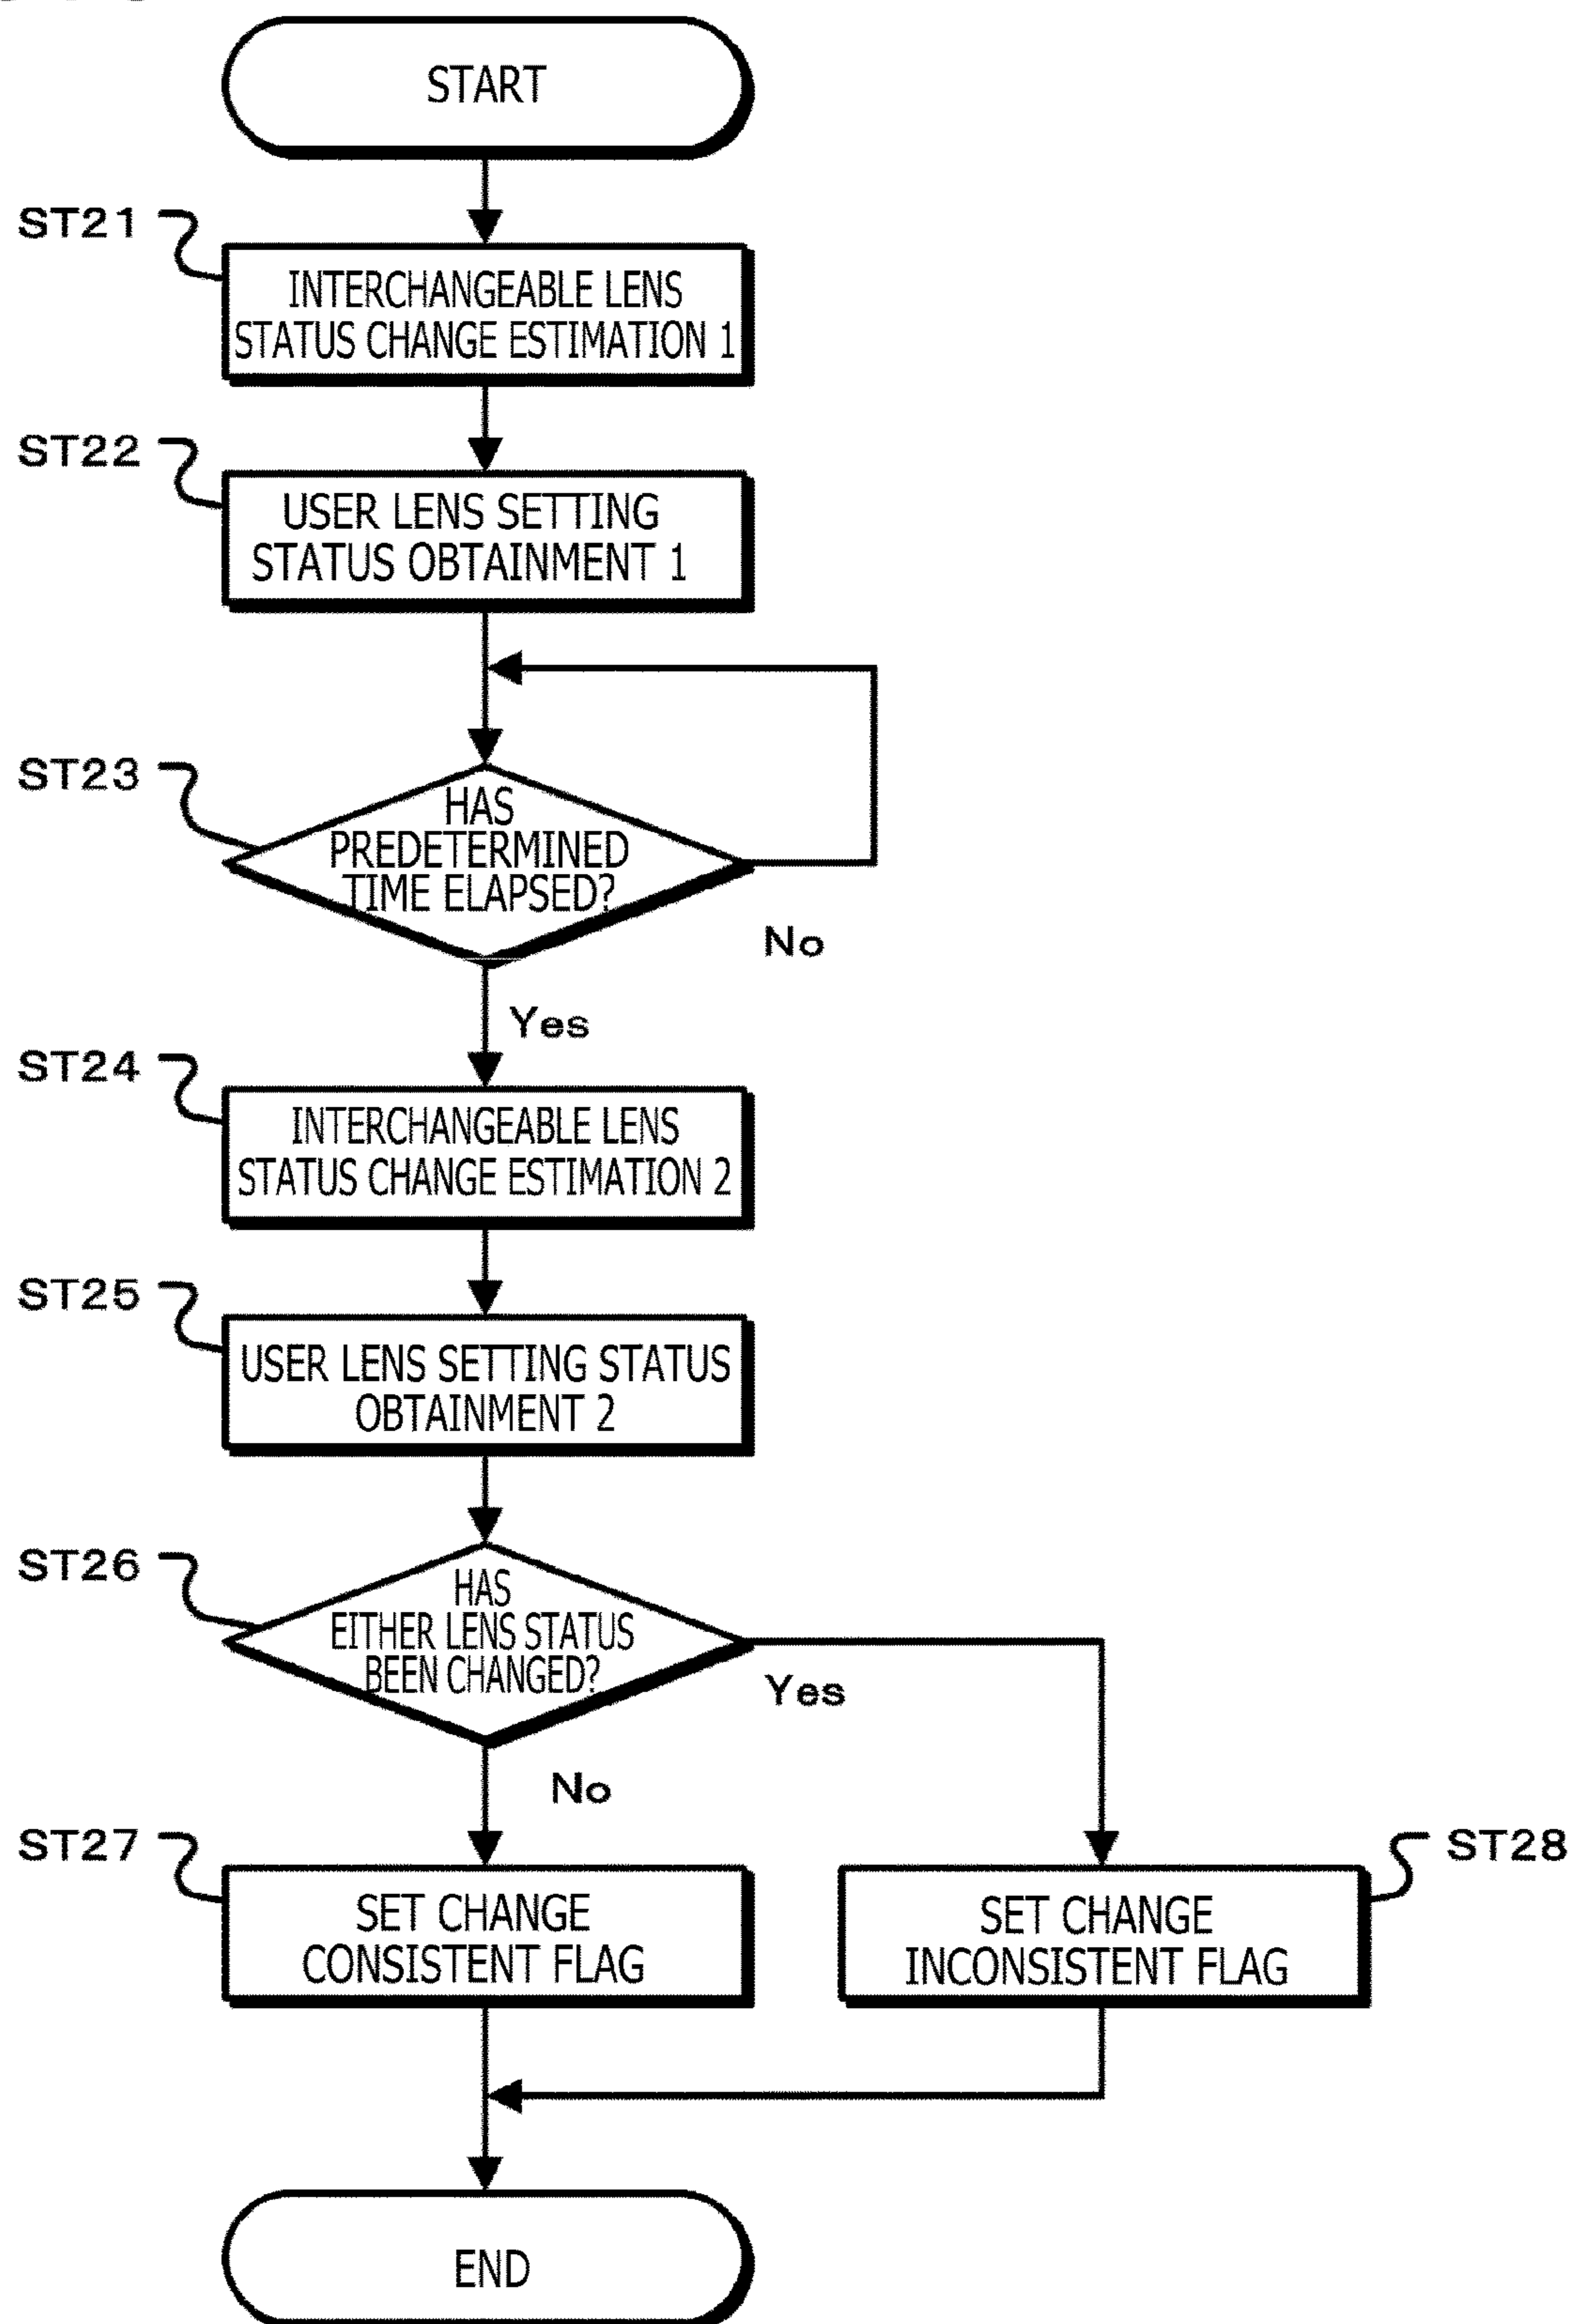 START
ST21
INTERCHANGEABLE LENS
STATUS CHANGE ESTIMATION 1
ST22
USER LENS SETTING
STATUS OBTAINMENT 1
ST23
HAS
PREDETERMINED
TIME ELAPSED?
No
Yes
ST24
INTERCHANGEABLE LENS
STATUS CHANGE ESTIMATION 2
ST25
USER LENS SETTING STATUS
OBTAINMENT 2
ST26
HAS
EITHER LENS STATUS
BEEN CHANGED?
Yes
No
ST27
SET CHANGE
CONSISTENT FLAG
ST28
SET CHANGE
INCONSISTENT FLAG
END